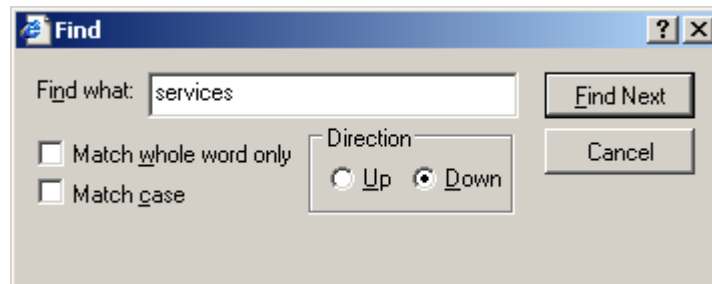 Find
Find what: services
Find Next
Match whole word only
Direction
Cancel
Up Down
Match case